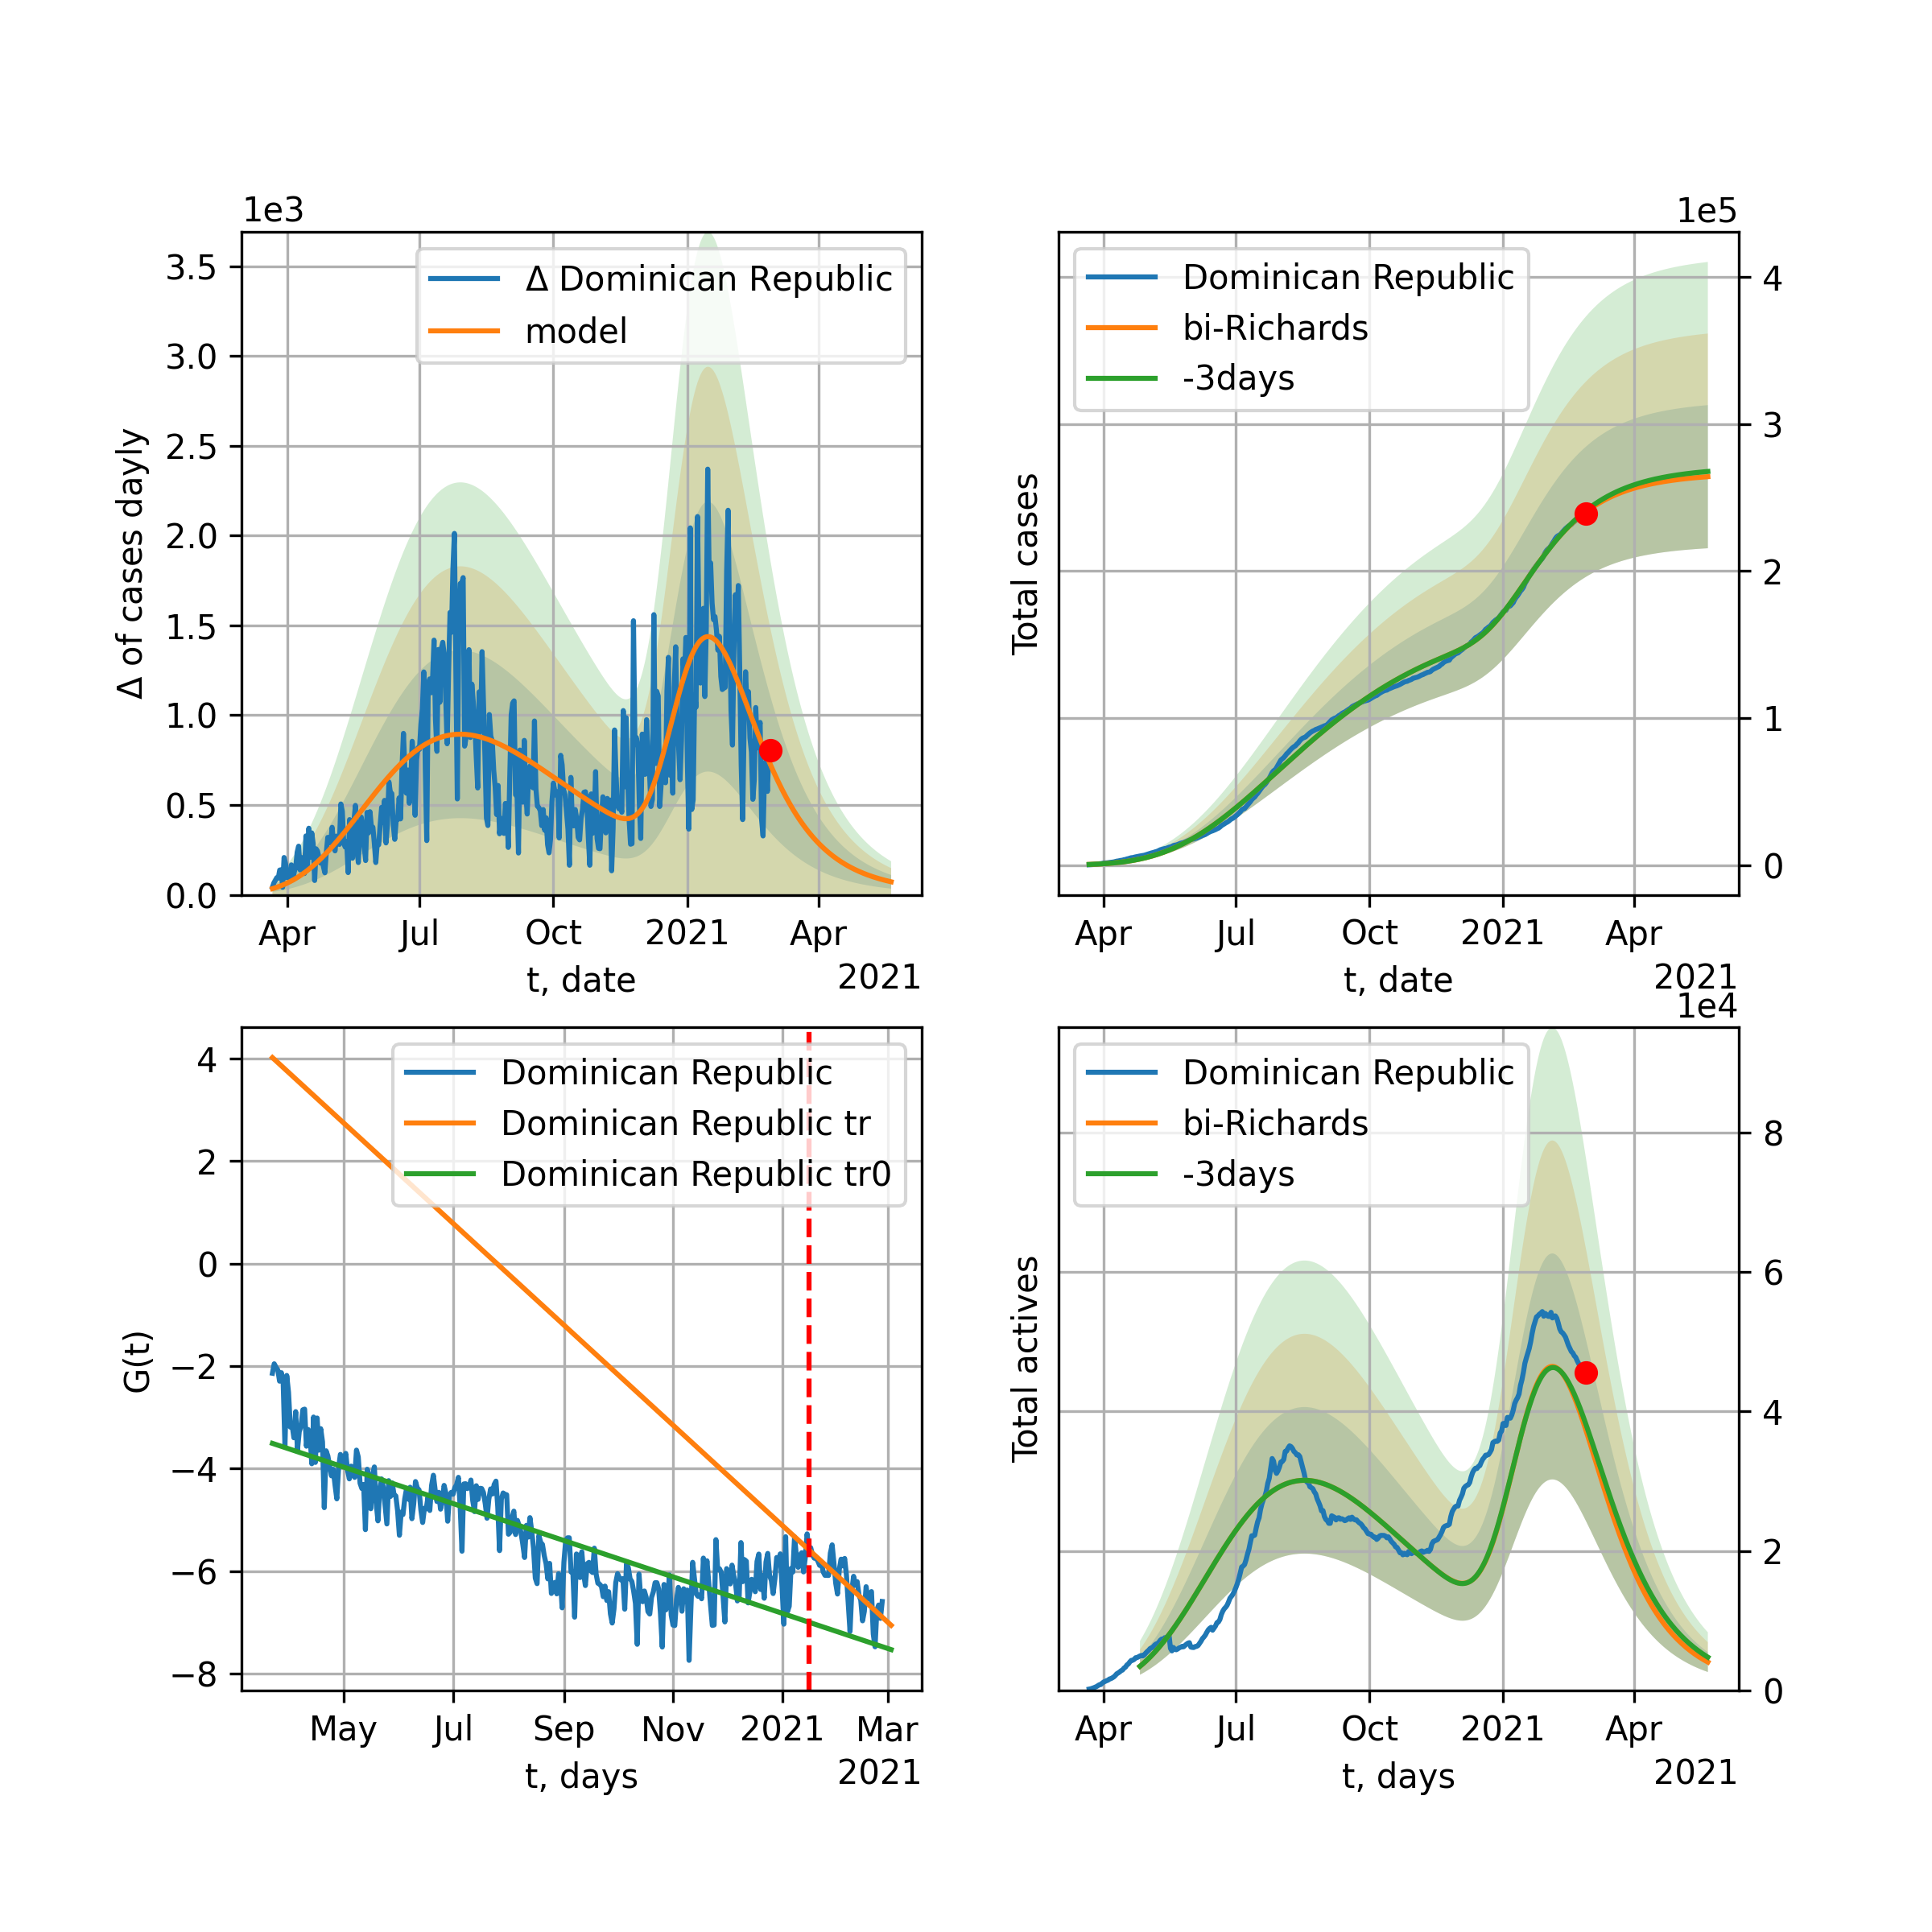 1e3
3.5
3.0
2.5
2.0
1.5
1.0
0.5
0.0
Δ of cases dayly
Δ Dominican Republic
model
Apr
Jul
Oct
2021
Apr
t, date
2021
1e5
Total cases
Dominican Republic
bi-Richards
-3days
4
3
2
1
0
Apr
Jul
Oct
2021
Apr
t, date
2021
4
2
0
−2
−4
−6
−8
G(t)
Dominican Republic
Dominican Republic tr
Dominican Republic tr0
May
Jul
Sep
Nov
2021
Mar
t, days
2021
1e4
Total actives
Dominican Republic
bi-Richards
-3days
8
6
4
2
0
Apr
Jul
Oct
2021
Apr
t, days
2021